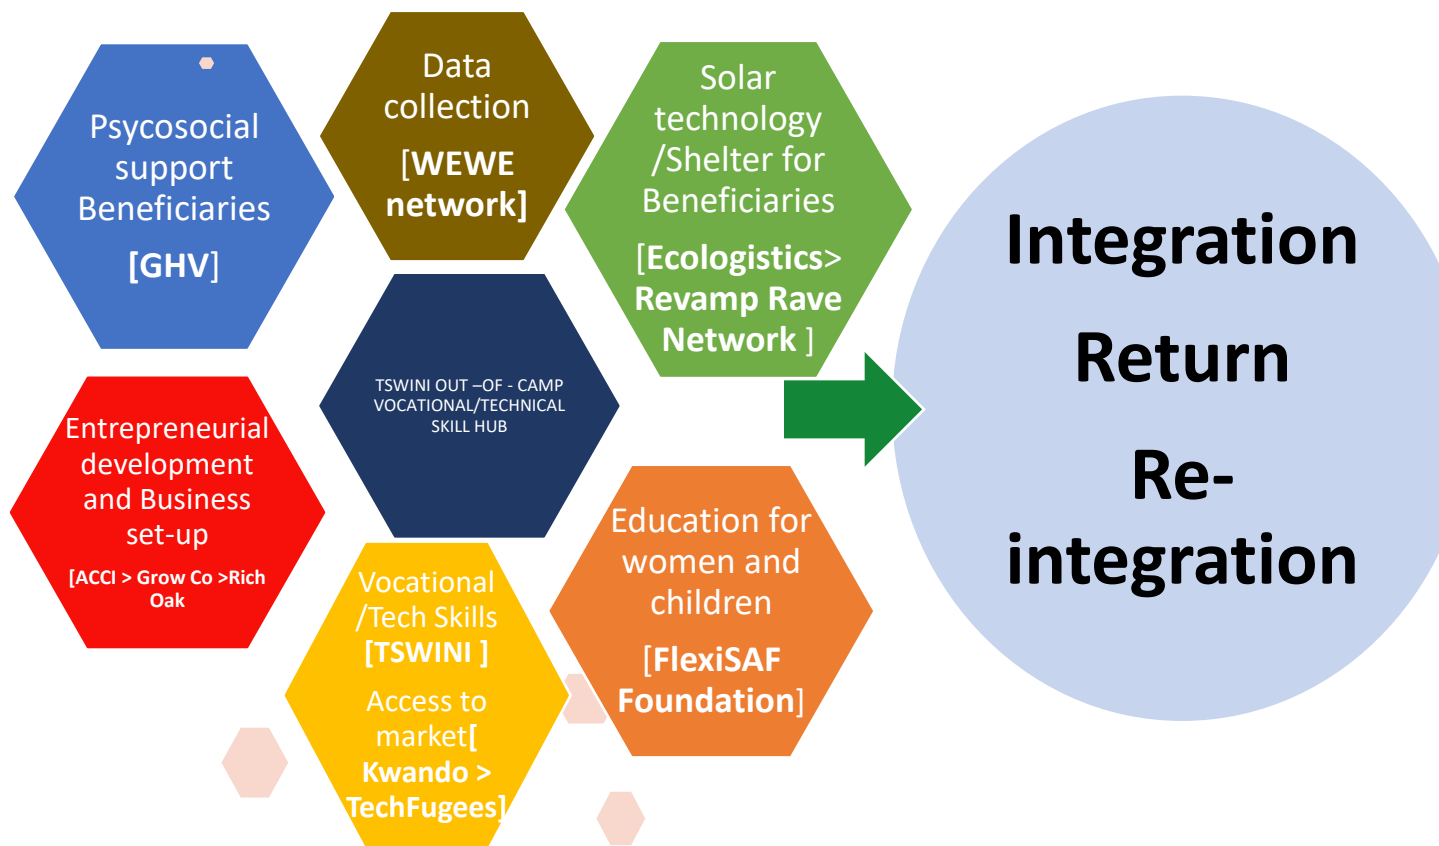 Psycosocial
support
Beneficiaries
[GHV]
Data
collection
[WEWE
network]
Solar
technology
/Shelter for
Beneficiaries
[Ecologistics>
Revamp Rave
Network ]
TSWINI OUT –OF - CAMP
VOCATIONAL/TECHNICAL
SKILL HUB
Entrepreneurial
development
and Business
set-up
[ACCI > Grow Co >Rich
Oak
Vocational
/Tech Skills
[TSWINI ]
Access to
market[
Kwando >
TechFugees]
Education for
women and
children
[FlexiSAF
Foundation]
Integration
Return
Re-
integration